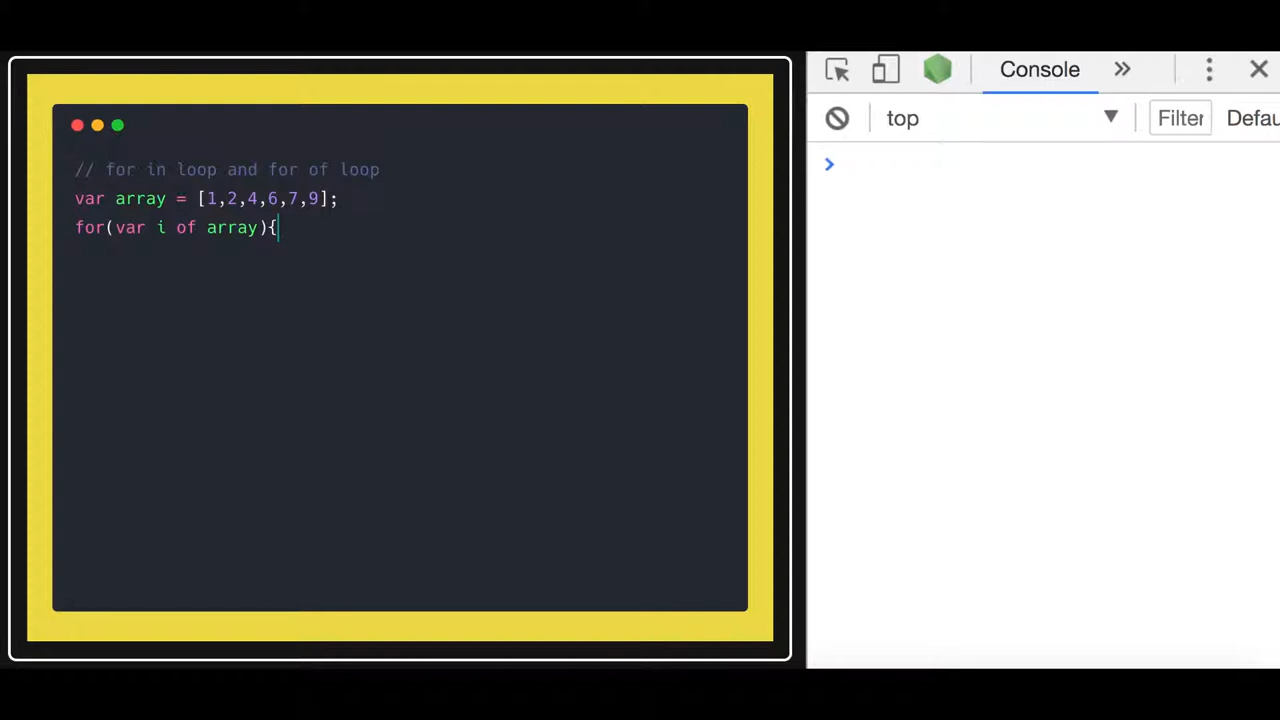 // for in loop and for of loop
var array = [1,2,4,6,7,9];
for(var i of array){
Console
top
Filter
Defau